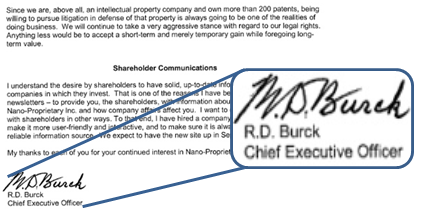 Since we are, above all, an intellectual property company and own more than 200 patents, being
willing to pursue litigation in defense of that property is always going to be one of the realities of
doing business. We will continue to take a very aggressive stance with regard to our legal rights.
Anything less would be to accept a short-term and merely temporary gain while foregoing long-
term value.
Shareholder Communications
I understand the desire by shareholders to have solid, up-to-date
companies in which they invest. That is one of the reasons I have
newsletters – to provide you, the shareholders, with about
Nano-Proprietary Inc. and how company affairs affect you. I want to
with shareholders in other ways. To that end, I have hired a company
make it more user-friendly and interactive, and to make sure it is
reliable information source. We expect to have the new site up in
My thanks to each of you for your continued interest in
R.D. Burck
R.D. Burck
Chief Executive Officer
M.D. Burck
R.D. Burck
Chief Executive Officer